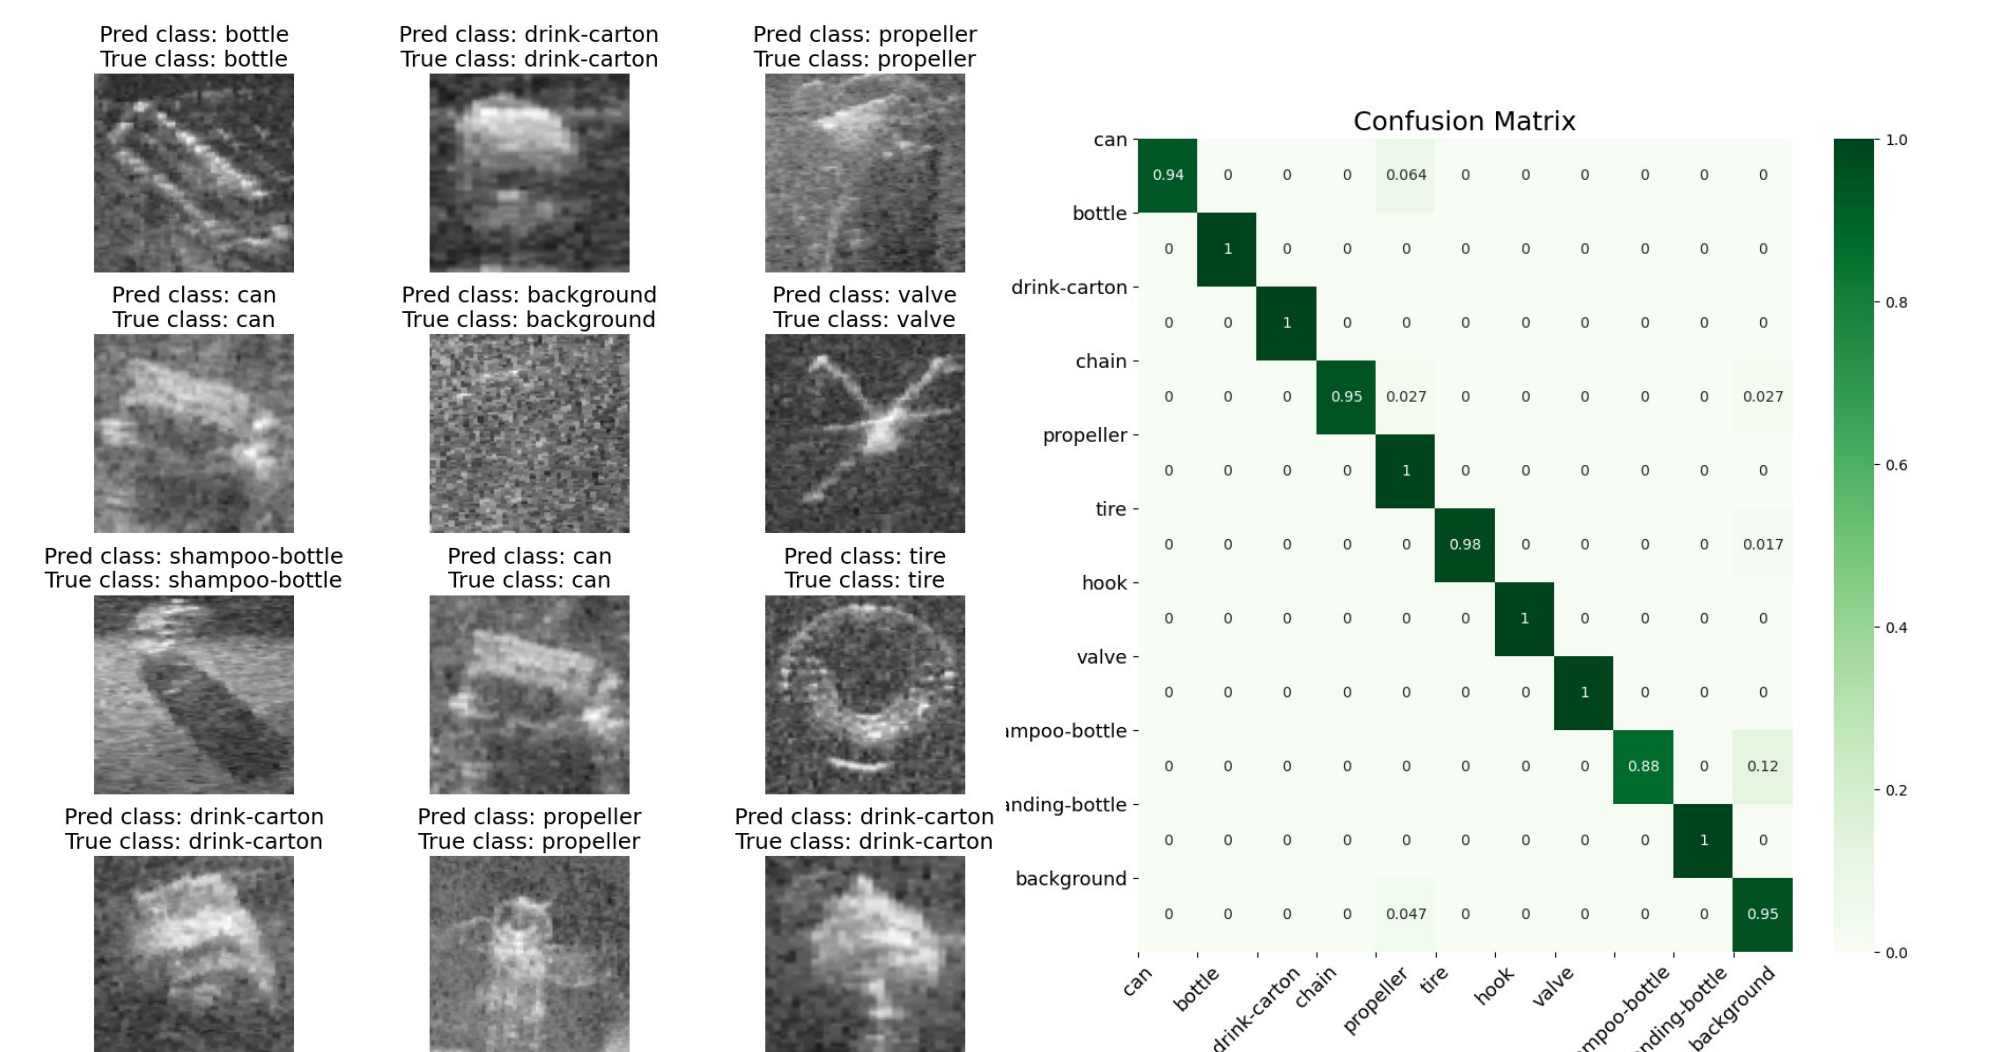 Pred class: bottle
True class: bottle
Pred class: drink-carton
True class: drink-carton
Pred class: propeller
True class: propeller
Pred class: can
True class: can
Pred class: background
True class: background
Pred class: valve
True class: valve
Pred class: shampoo-bottle
True class: shampoo-bottle
Pred class: can
True class: can
Pred class: tire
True class: tire
Pred class: drink-carton
True class: drink-carton
Pred class: propeller
True class: propeller
Pred class: drink-carton
True class: drink-carton
Confusion Matrix
can
0.94 0 0 0 0.064 0 0 0 0 0 0
bottle
0 1 0 0 0 0 0 0 0 0 0
drink-carton
0 0 1 0 0 0 0 0 0 0 0
chain
0 0 0 0.95 0.027 0 0 0 0 0 0.027
propeller
0 0 0 0 1 0 0 0 0 0 0
tire
0 0 0 0 0 0.98 0 0 0 0 0.017
hook
0 0 0 0 0 0 1 0 0 0 0
valve
0 0 0 0 0 0 0 1 0 0 0
ampoo-bottle
0 0 0 0 0 0 0 0 0.88 0 0.12
anding-bottle
0 0 0 0 0 0 0 0 0 1 0
background
0 0 0 0 0.047 0 0 0 0 0 0.95
can
bottle
drink-carton
chain
propeller
tire
hook
valve
mpoo-bottle
nding-bottle
background
1.0
0.8
0.6
0.4
0.2
0.0